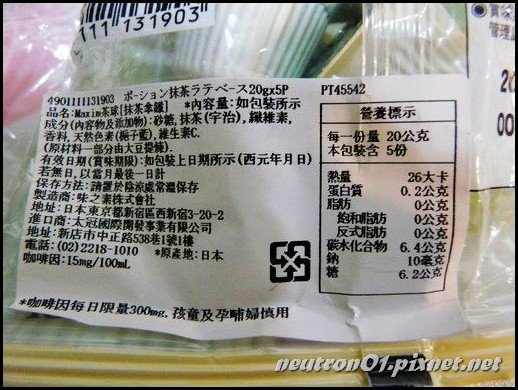 111131903
4901111131903 ポーション抹茶ラテベース20gx5P PT45542
品名:Maxim茶球[抹茶拿鐵] *內容量:如包裝所示
成分(內容物及添加物):砂糖,抹茶(宇治),纖維素,
香料,天然色素(梔子藍),維生素C.
(原材料一部分由大豆提煉).
有效日期(裝填日期):如包裝上日期所示(西元年月日)
若無日,以當月最後一日計
保存方法:請置於陰涼處常溫保存
製造商:味之素株式会社
地址:日本東京都新宿區西新宿3-20-2
進口商:太冠國際開發事業有限公司
地址:新店市中正路538巷1號1樓
電話:(02)2218-1010 *原產地:日本
咖啡因:15mg/100mL
*咖啡因每日限量300mg,孩童及孕哺婦慎用
營養標示
每一份量 20公克
本包裝含 5份
熱量 26大卡
蛋白質 0.2公克
脂肪 0公克
飽和脂肪 0公克
反式脂肪 0公克
碳水化合物 6.4公克
鈉 10毫克
糖 6.2公克
管理
00
neutron01.pixnet.net